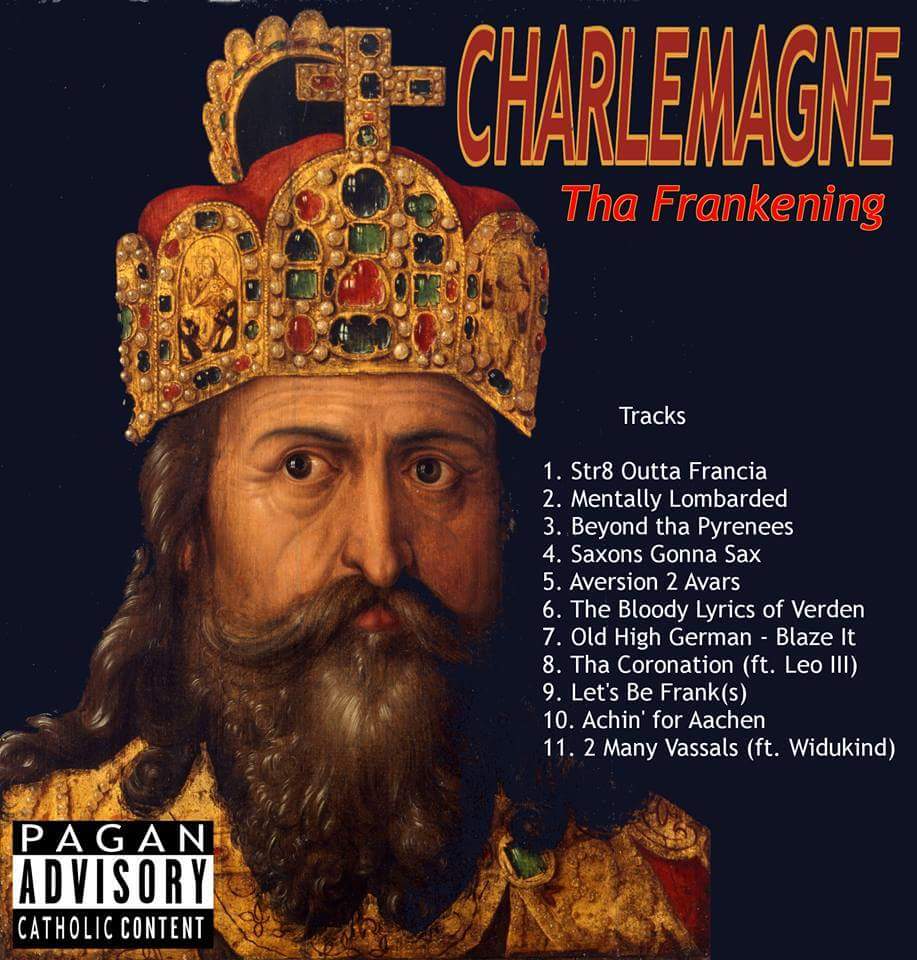 CHARLEMAGNE
Tha Frankening
Tracks
1. Str8 Outta Francia
2. Mentally Lombarded
3. Beyond tha Pyrenees
4. Saxons Gonna Sax
5. Aversion 2 Avars
6. The Bloody Lyrics of Verden
7. Old High German - Blaze It
8. Tha Coronation (ft. Leo III)
9. Let's Be Frank(s)
10. Achin' for Aachen
11. 2 Many Vassals (ft. Widukind)
PAGAN
ADVISORY
CATHOLIC CONTENT